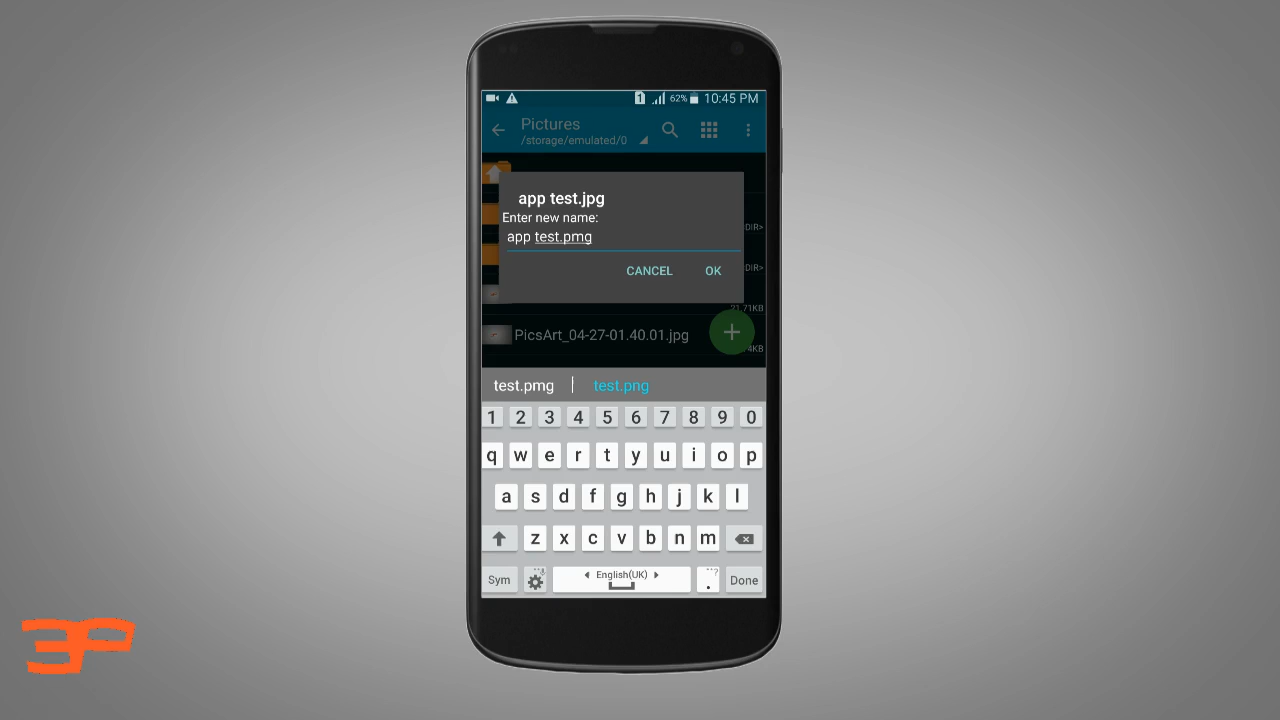 1 62% 10:45 PM
Pictures
/storage/emulated/0
app test.jpg
Enter new name:
app test.pmg
DIR>
CANCEL OK
DIR>
21.71KB
PicsArt_04-27-01.40.01.jpg
4KB
test.pmg | test.png
1 2 3 4 5 6 7 8 9 0
q w e r t y u i o p
a s d f g h j k l
z x c v b n m
Sym English(UK) . Done